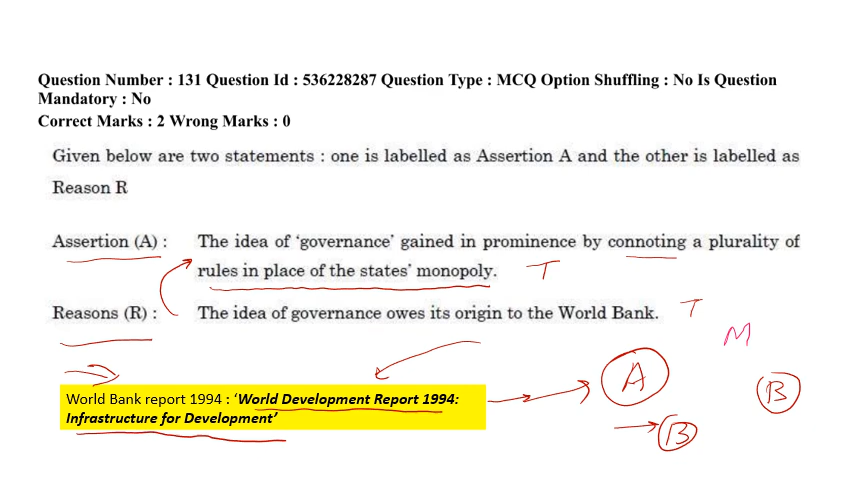 Question Number : 131 Question Id : 536228287 Question Type : MCQ Option Shuffling : No Is Question
Mandatory : No
Correct Marks : 2 Wrong Marks : 0
Given below are two statements : one is labelled as Assertion A and the other is labelled as
Reason R
Assertion (A) : The idea of ‘governance’ gained in prominence by connoting a plurality of
rules in place of the states’ monopoly. T
Reasons (R) : The idea of governance owes its origin to the World Bank. T
M
A
B
World Bank report 1994 : ‘World Development Report 1994:
Infrastructure for Development’
B